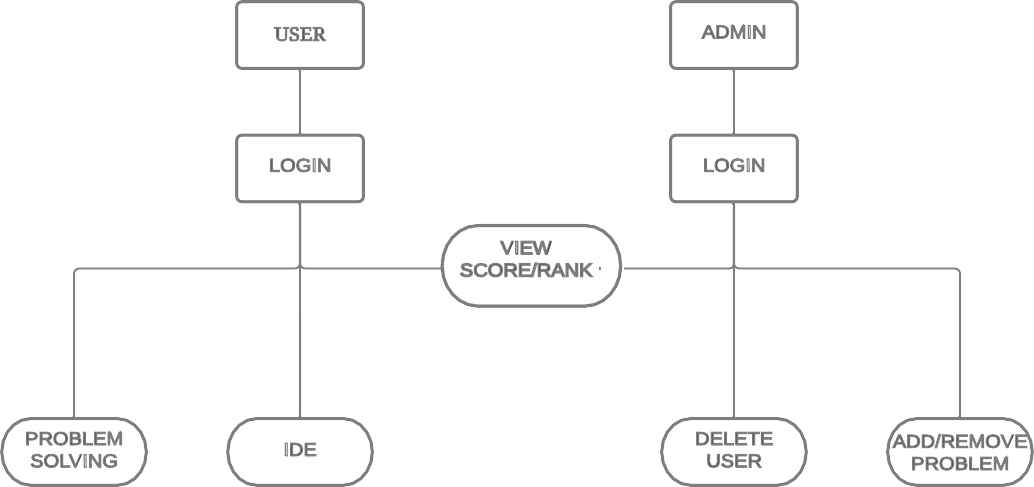 USER
ADMIN
LOGIN
LOGIN
VIEW
SCORE/RANK
PROBLEM
SOLVING
IDE
DELETE
USER
ADD/REMOVE
PROBLEM